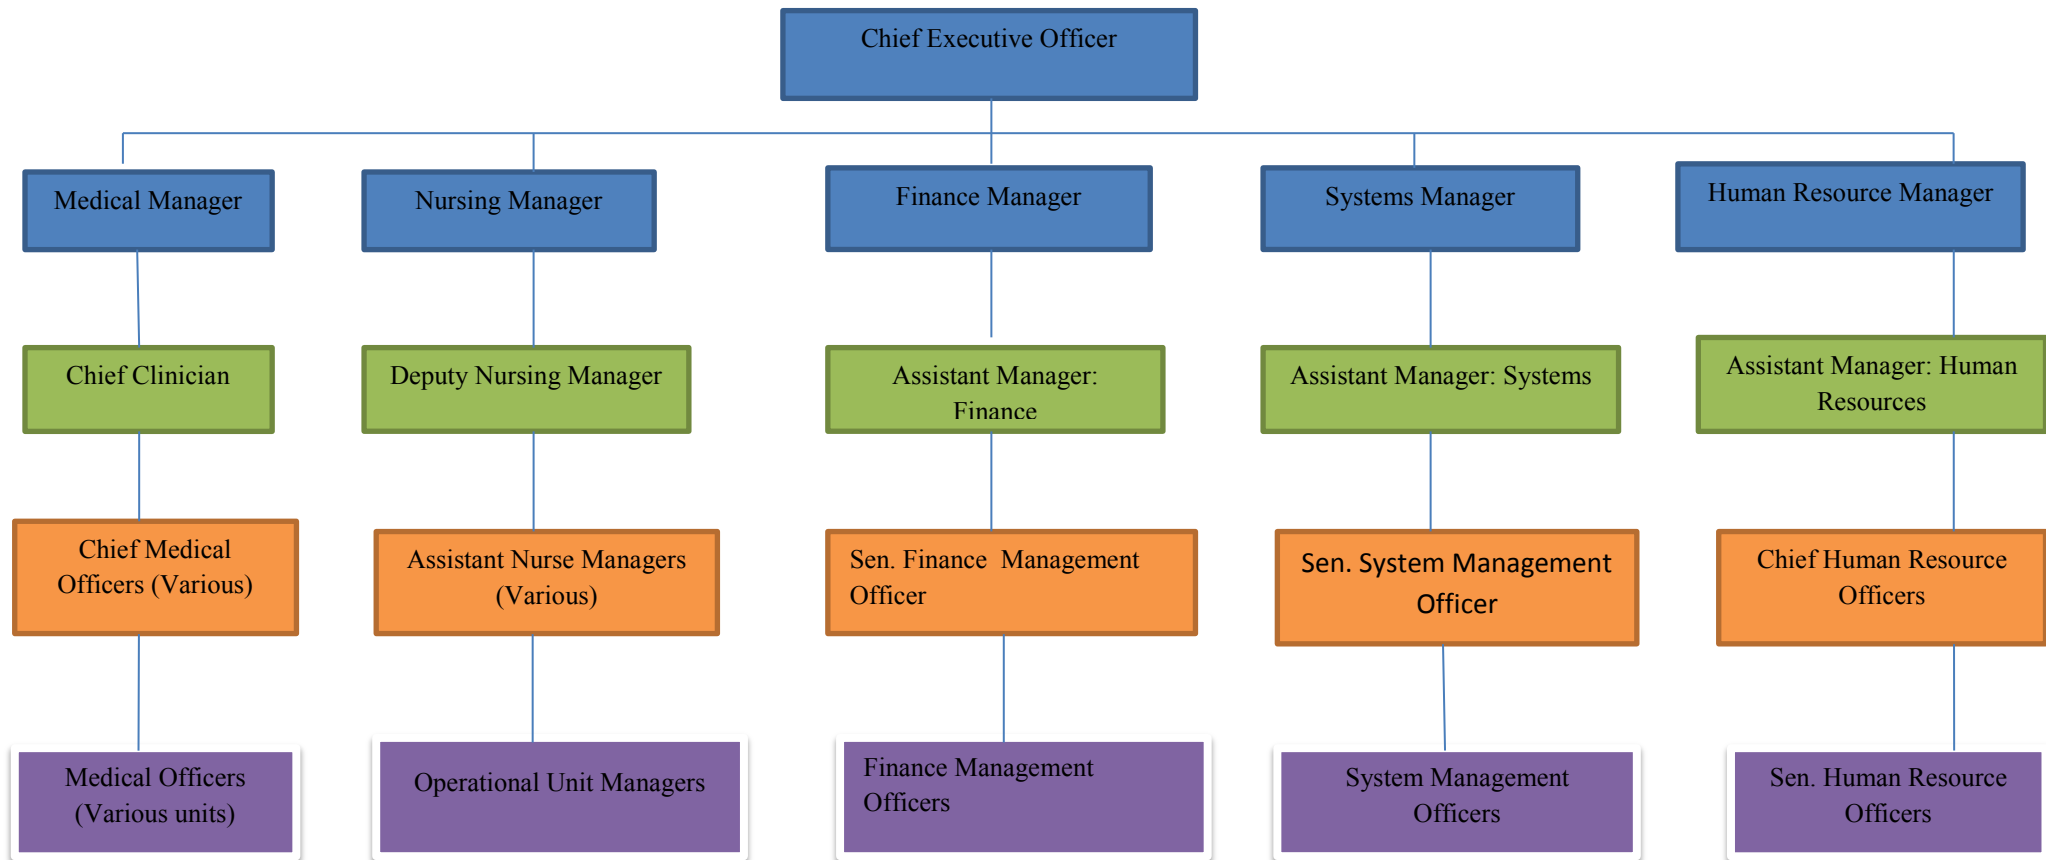 Chief Executive Officer
Medical Manager
Nursing Manager
Finance Manager
Systems Manager
Human Resource Manager
Chief Clinician
Deputy Nursing Manager
Assistant Manager:
Finance
Assistant Manager: Systems
Assistant Manager: Human
Resources
Chief Medical
Officers (Various)
Assistant Nurse Managers
(Various)
Sen. Finance  Management
Officer
Sen. System Management
Officer
Chief Human Resource
Officers
Medical Officers
(Various units)
Operational Unit Managers
Finance Management
Officers
System Management
Officers
Sen. Human Resource
Officers